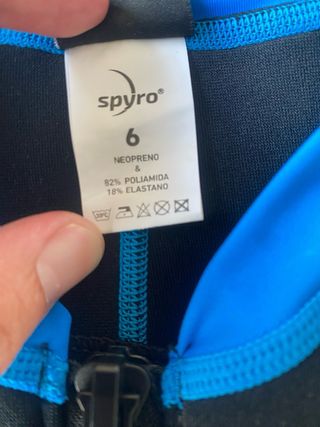 spyro®
6
NEOPRENO
&
82% POLIAMIDA
18% ELASTANO
30°C